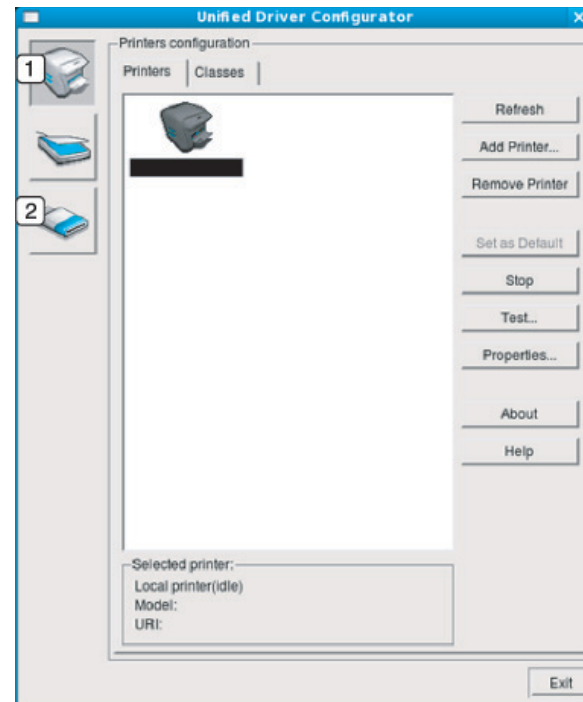 Unified Driver Configurator
1
2
Printers configuration
Printers
Classes
Refresh
Add Printer...
Remove Printer
Set as Default
Stop
Test...
Properties...
About
Help
Selected printer:
Local printer(idle)
Model:
URI:
Exit